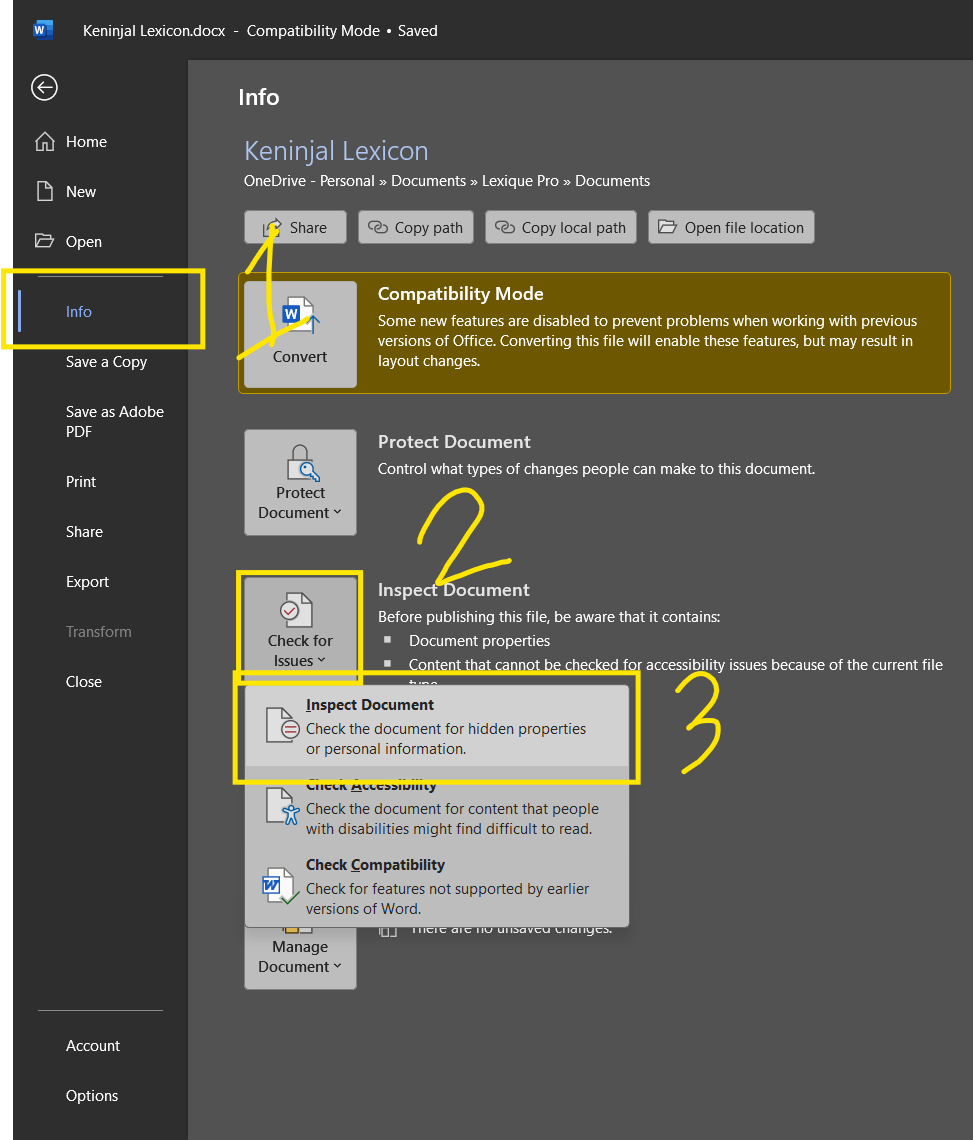 W Keninjal Lexicon.docx - Compatibility Mode • Saved
Home
New
Open
Info
Save a Copy
Save as Adobe
PDF
Print
Share
Export
Transform
Close
Account
Options
Info
Keninjal Lexicon
OneDrive - Personal » Documents » Lexique Pro » Documents
Share Copy path Copy local path Open file location
1
W
Convert
Compatibility Mode
Some new features are disabled to prevent problems when working with previous
versions of Office. Converting this file will enable these features, but may result in
layout changes.
Protect
Document
Protect Document
Control what types of changes people can make to this document.
2
Check for
Issues
Inspect Document
Before publishing this file, be aware that it contains:
Document properties
Content that cannot be checked for accessibility issues because of the current file
type
3
Inspect Document
Check the document for hidden properties
or personal information.
Check Accessibility
Check the document for content that people
with disabilities might find difficult to read.
W
Check Compatibility
Check for features not supported by earlier
versions of Word.
Manage
Document
There are no unsaved changes.